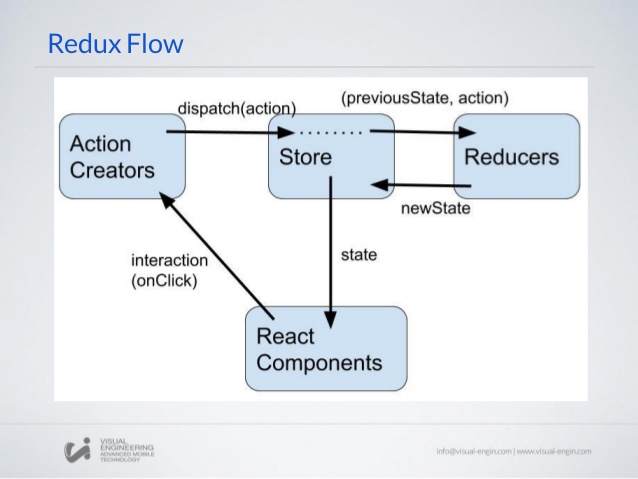 Redux Flow
dispatch(action)
(previousState, action)
Action
Creators
Store
Reducers
newState
interaction
(onClick)
state
React
Components
VISUAL
ENGINEERING
ADVANCED MOBILE
TECHNOLOGY
info@visual-engin.com | www.visual-engin.com